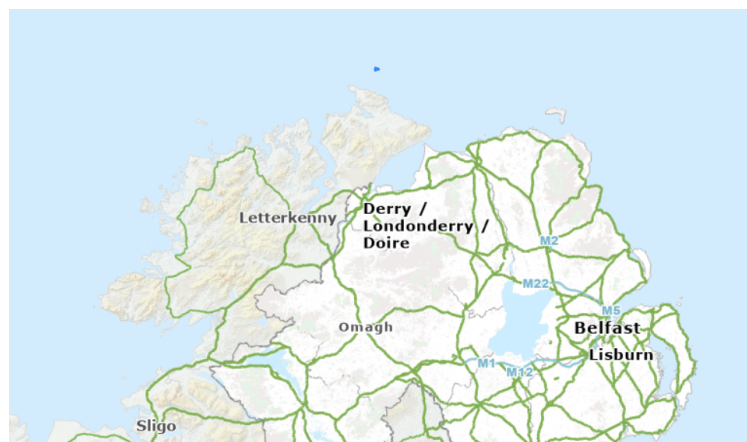 Letterkenny
Derry /
Londonderry /
Doire
M2
M22
M5
Omagh
Belfast
Lisburn
M1
M12
Sligo